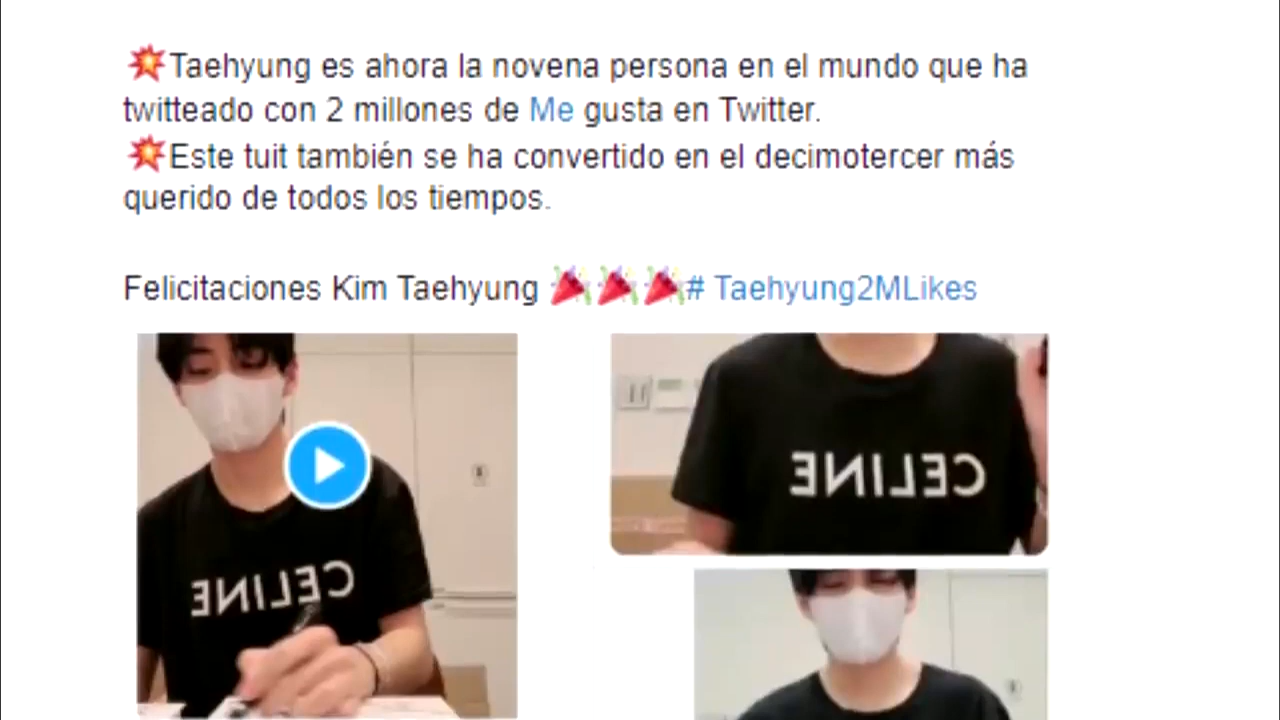 💥Taehyung es ahora la novena persona en el mundo que ha
twitteado con 2 millones de Me gusta en Twitter.
💥Este tuit también se ha convertido en el decimotercer más
querido de todos los tiempos.
Felicitaciones Kim Taehyung 🎉🎉🎉# Taehyung2MLikes
CELINE
CELINE